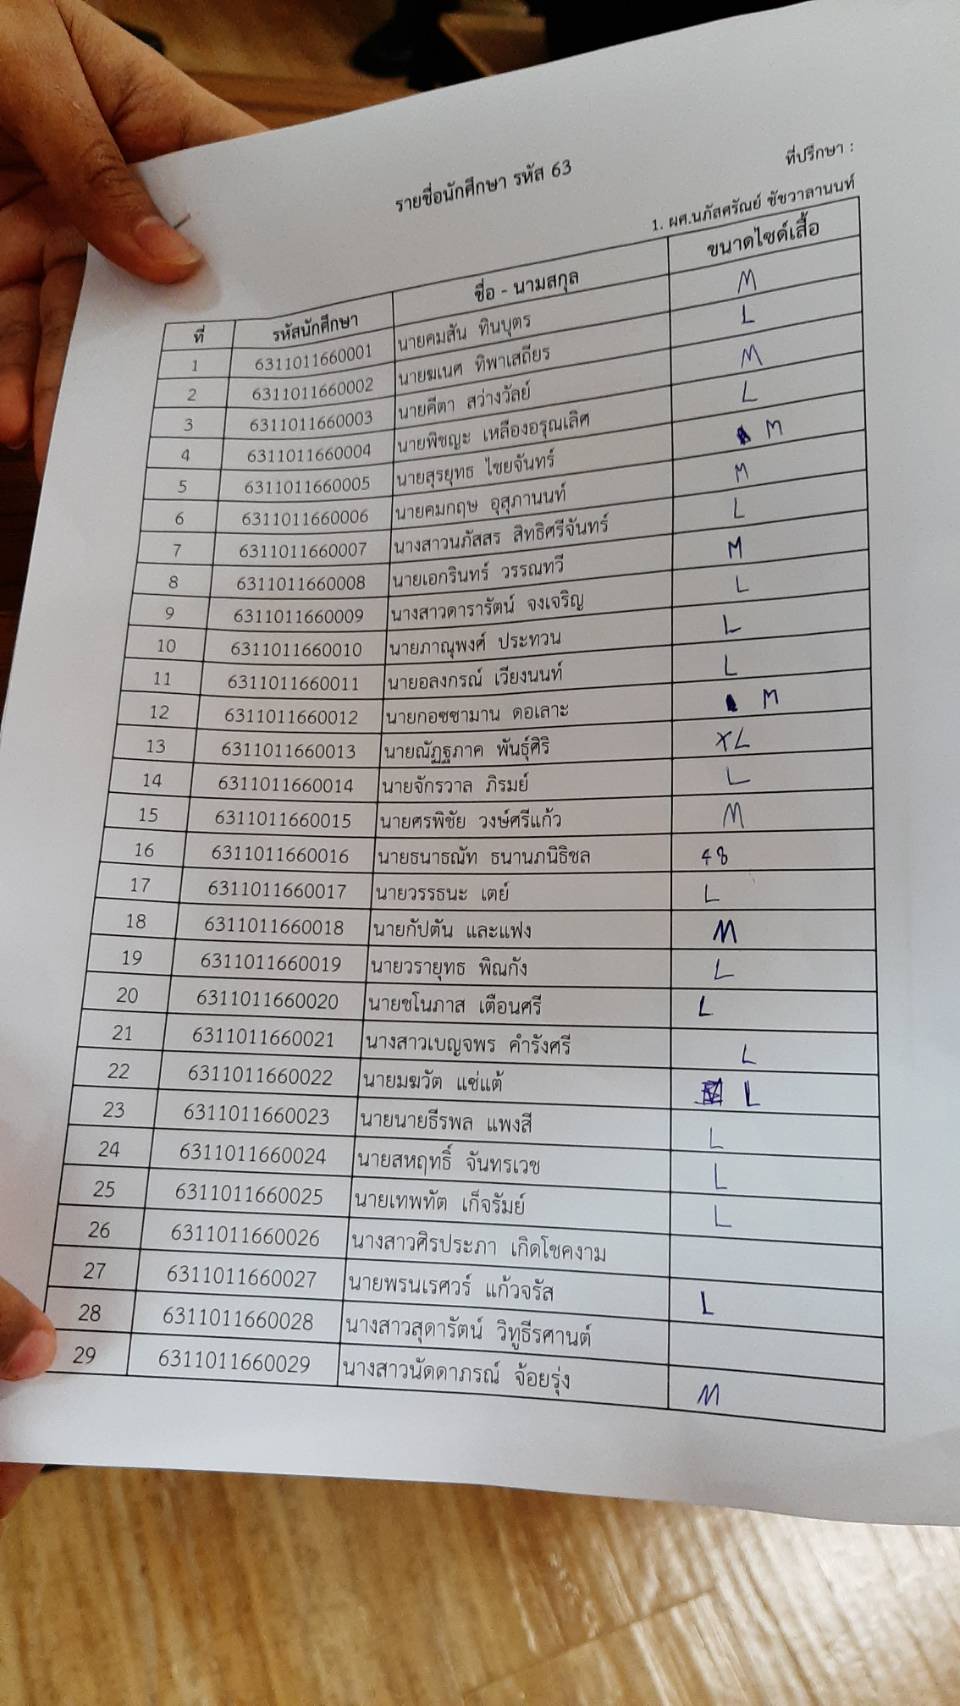 รายชื่อนักศึกษา รหัส 63
ที่ปรึกษา :
1. ผศ.นภัสศรัณย์ ชัชวาลานนท์
ที่ รหัสนักศึกษา ชื่อ - นามสกุล ขนาดไซด์เสื้อ
1 6311011660001 นายคมสัน ทินบุตร M
2 6311011660002 นายฆเนศ ทิพาเสถียร L
3 6311011660003 นายคีตา สว่างวัลย์ M
4 6311011660004 นายพิชญะ เหลืองอรุณเลิศ L
5 6311011660005 นายสุรยุทธ ไชยจันทร์ M
6 6311011660006 นายคมกฤษ อุสุภานนท์ M
7 6311011660007 นางสาวนภัสสร สิทธิศรีจันทร์ L
8 6311011660008 นายเอกรินทร์ วรรณทวี M
9 6311011660009 นางสาวดารารัตน์ จงเจริญ L
10 6311011660010 นายภาณุพงศ์ ประทวน L
11 6311011660011 นายอลงกรณ์ เวียงนนท์ L
12 6311011660012 นายกอซซามาน ดอเลาะ M
13 6311011660013 นายณัฏฐภาค พันธุ์ศิริ XL
14 6311011660014 นายจักรวาล ภิรมย์ L
15 6311011660015 นายศรพิชัย วงษ์ศรีแก้ว M
16 6311011660016 นายธนาธณัท ธนานภนิธิชล 48
17 6311011660017 นายวรรธนะ เตย์ L
18 6311011660018 นายกัปตัน และแฟง M
19 6311011660019 นายวรายุทธ พิณกัง L
20 6311011660020 นายชโนภาส เตือนศรี L
21 6311011660021 นางสาวเบญจพร คำรังศรี L
22 6311011660022 นายมฆวัต แซ่แต้ L
23 6311011660023 นายนายธีรพล แพงสี L
24 6311011660024 นายสหฤทธิ์ จันทรเวช L
25 6311011660025 นายเทพทัต เก็จรัมย์ L
26 6311011660026 นางสาวศิรประภา เกิดโชคงาม
27 6311011660027 นายพรนเรศวร์ แก้วจรัส L
28 6311011660028 นางสาวสุดารัตน์ วิทูธีรศานต์
29 6311011660029 นางสาวนัดดาภรณ์ จ้อยรุ่ง M